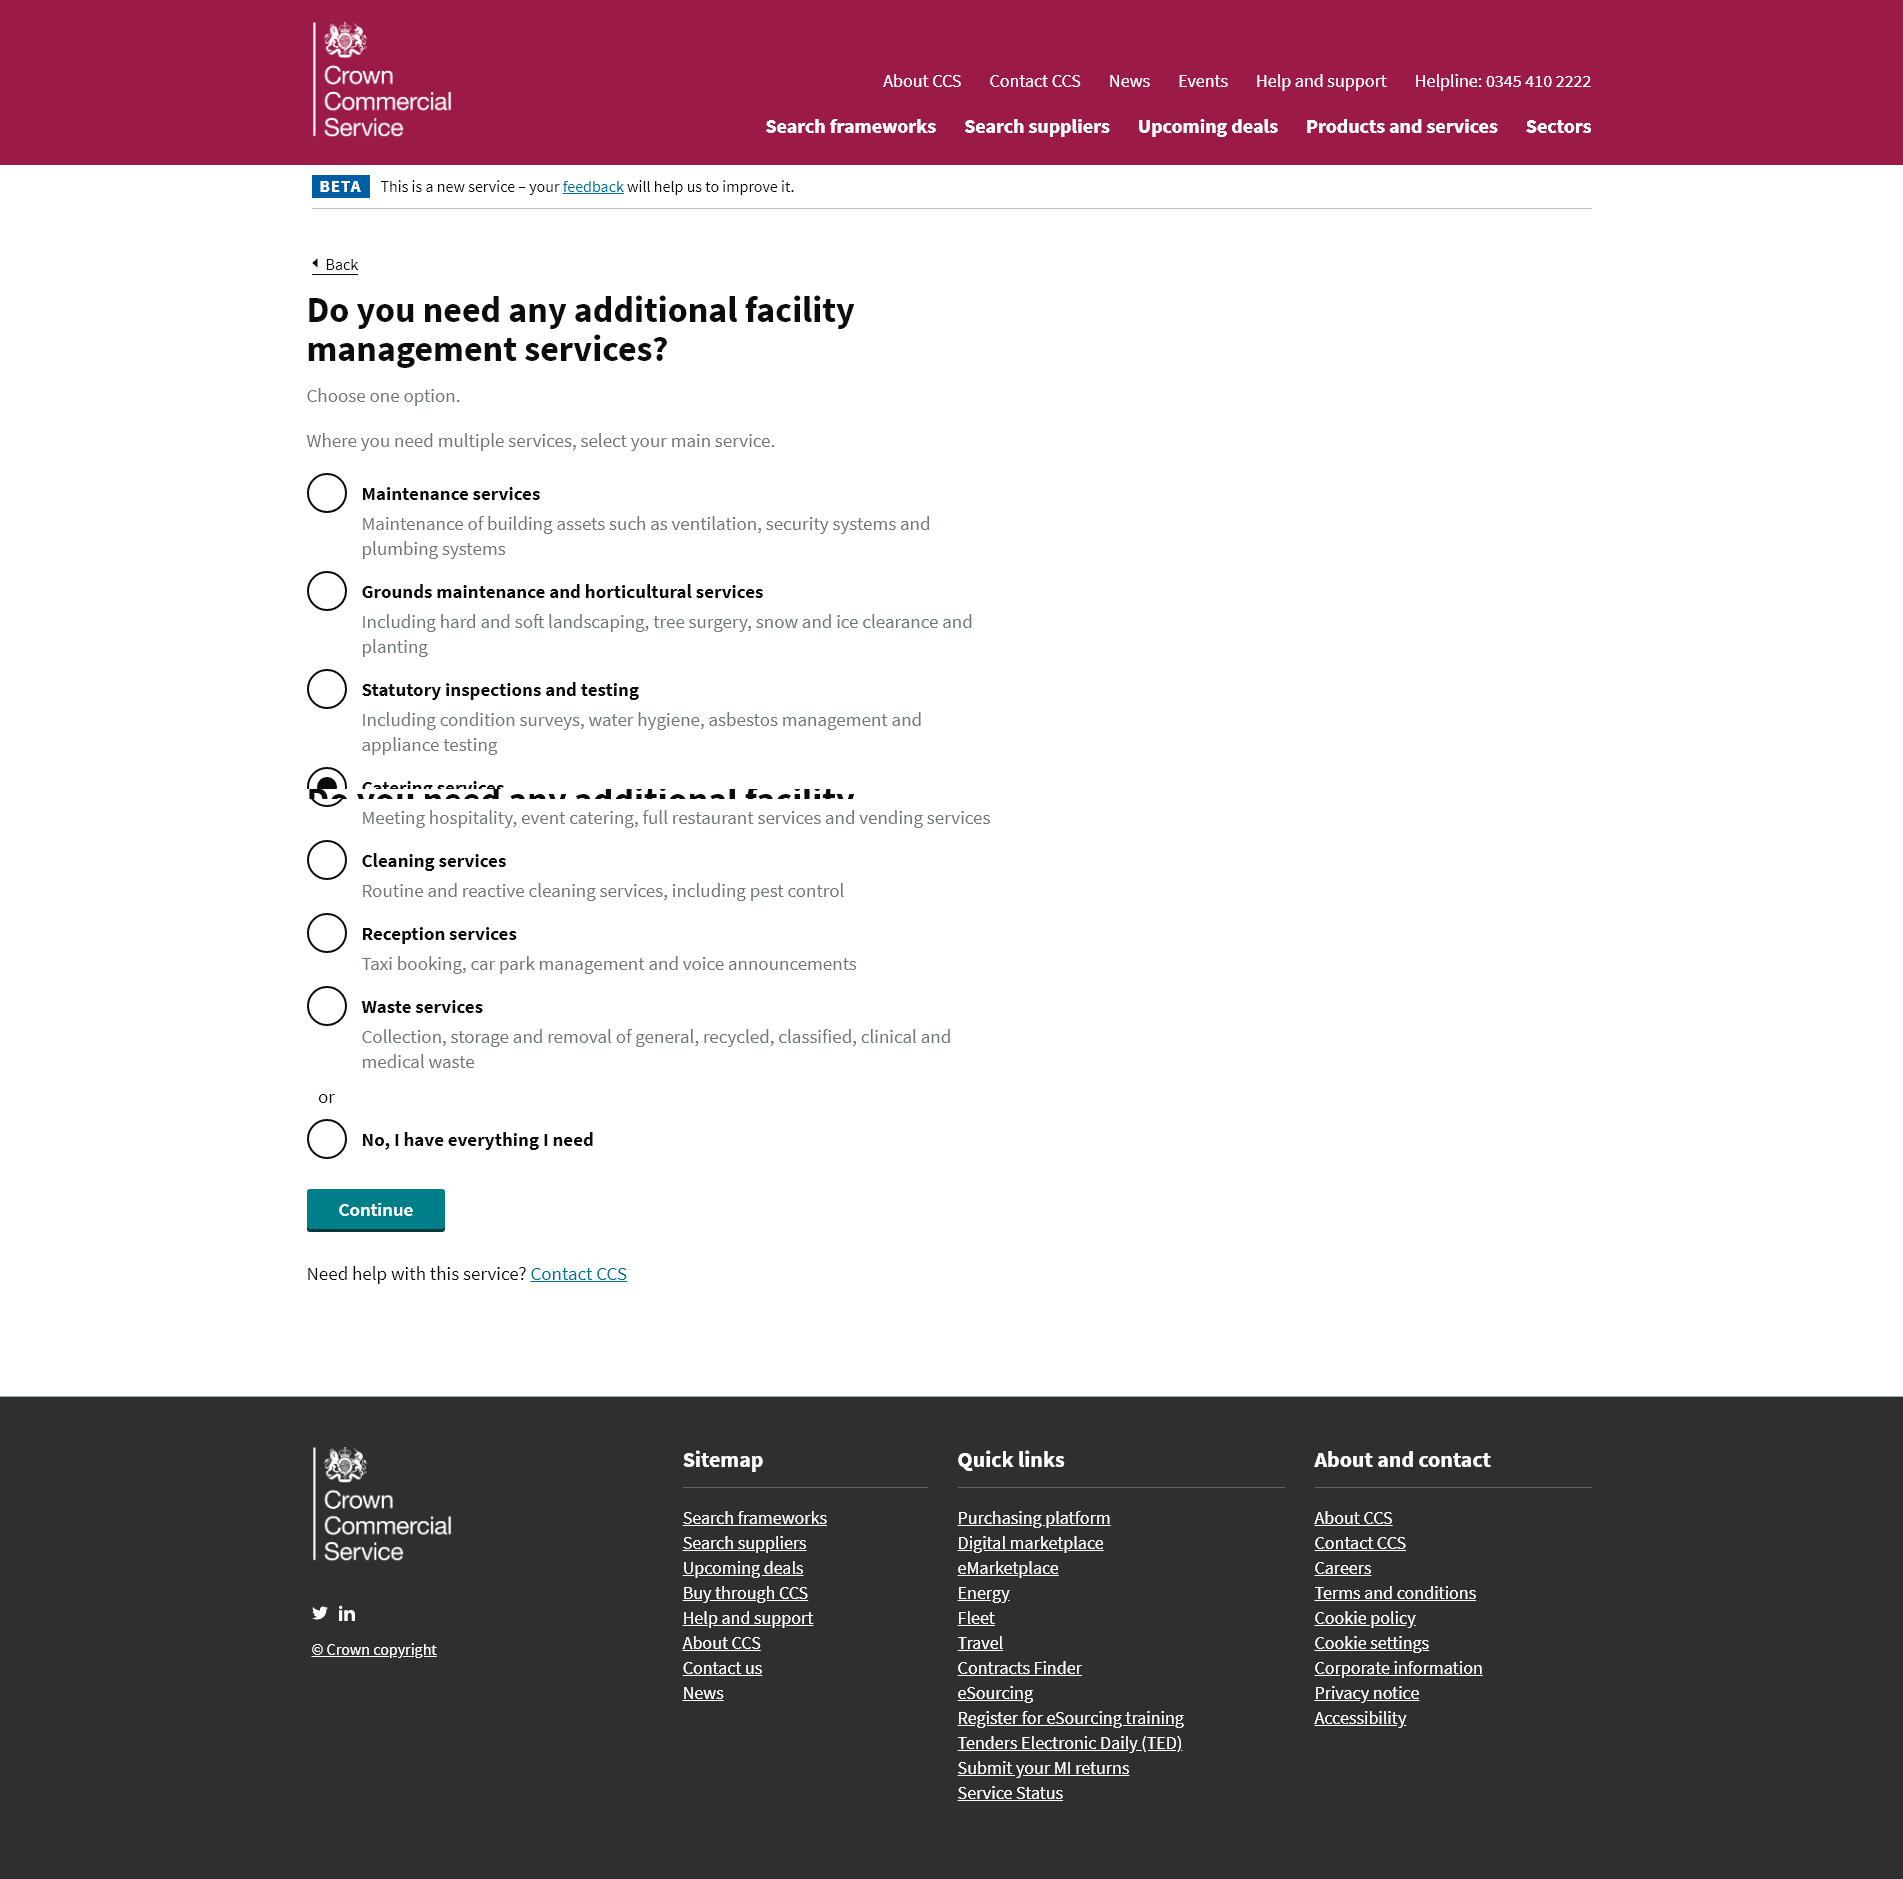 Crown
Commercial
Service
About CCS Contact CCS News Events Help and support Helpline: 0345 410 2222
Search frameworks Search suppliers Upcoming deals Products and services Sectors
BETA This is a new service – your feedback will help us to improve it.
Back
Do you need any additional facility
management services?
Choose one option.
Where you need multiple services, select your main service.
Maintenance services
Maintenance of building assets such as ventilation, security systems and
plumbing systems
Grounds maintenance and horticultural services
Including hard and soft landscaping, tree surgery, snow and ice clearance and
planting
Statutory inspections and testing
Including condition surveys, water hygiene, asbestos management and
appliance testing
Catering services
Do you need any additional facility
Meeting hospitality, event catering, full restaurant services and vending services
Cleaning services
Routine and reactive cleaning services, including pest control
Reception services
Taxi booking, car park management and voice announcements
Waste services
Collection, storage and removal of general, recycled, classified, clinical and
medical waste
or
No, I have everything I need
Continue
Need help with this service? Contact CCS
Crown
Commercial
Service
© Crown copyright
Sitemap
Search frameworks
Search suppliers
Upcoming deals
Buy through CCS
Help and support
About CCS
Contact us
News
Quick links
Purchasing platform
Digital marketplace
eMarketplace
Energy
Fleet
Travel
Contracts Finder
eSourcing
Register for eSourcing training
Tenders Electronic Daily (TED)
Submit your MI returns
Service Status
About and contact
About CCS
Contact CCS
Careers
Terms and conditions
Cookie policy
Cookie settings
Corporate information
Privacy notice
Accessibility